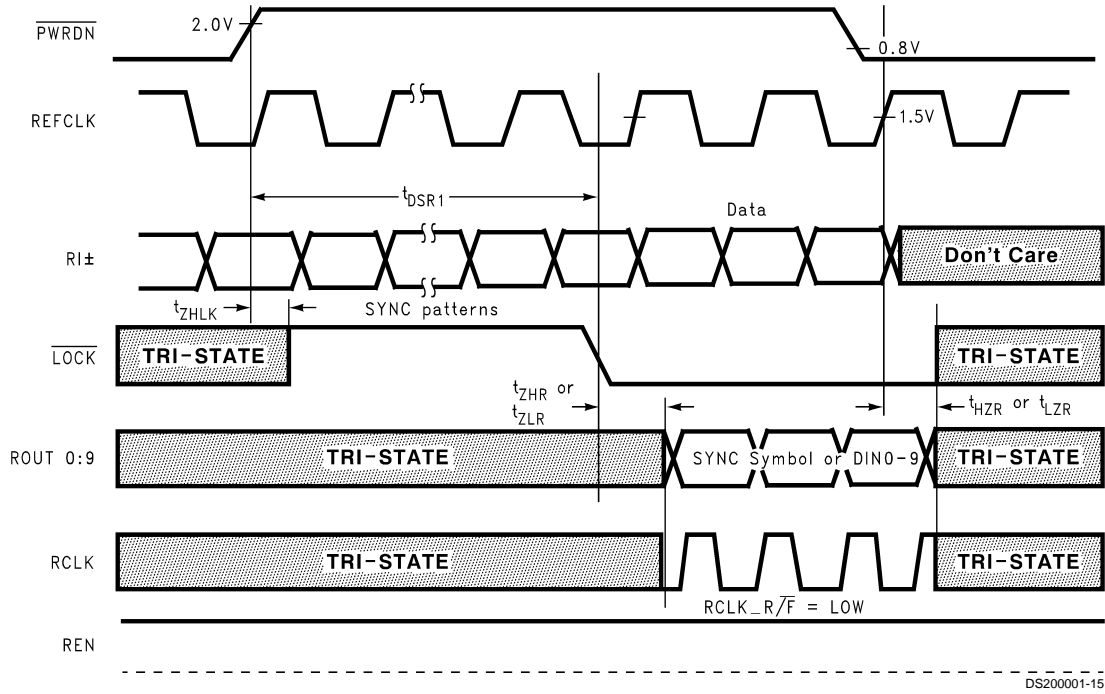 PWRDN
2.0V
0.8V
REFCLK
1.5V
tDSR1
Data
RI±
Don't Care
tZHLK
SYNC patterns
LOCK
TRI-STATE
TRI-STATE
tZHR or
tZLR
tHZR or tLZR
ROUT 0:9
TRI-STATE
SYNC Symbol or DIN0-9
TRI-STATE
RCLK
TRI-STATE
TRI-STATE
RCLK_R/F̅ = LOW
REN
DS200001-15